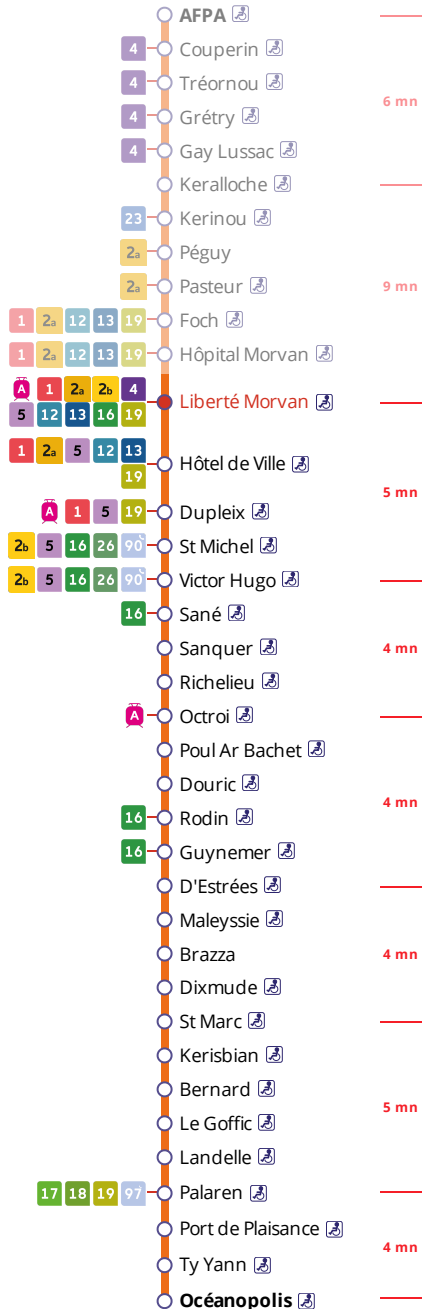 AFPA
4 Couperin
4 Tréornou
6 mn
4 Grétry
4 Gay Lussac
Keralloche
23 Kerinou
2a Péguy
2a Pasteur
9 mn
1 2a 12 13 19 Foch
1 2a 12 13 19 Hôpital Morvan
A 1 2a 2b 4
5 12 13 16 19
Liberté Morvan
1 2a 5 12 13
19
Hôtel de Ville
5 mn
A 1 5 19 Dupleix
2b 5 16 26 90 St Michel
2b 5 16 26 90 Victor Hugo
16 Sané
Sanquer
4 mn
Richelieu
A Octroi
Poul Ar Bachet
Douric
4 mn
16 Rodin
16 Guynemer
D'Estrées
Maleyssie
Brazza
4 mn
Dixmude
St Marc
Kerisbian
Bernard
5 mn
Le Goffic
Landelle
17 18 19 97 Palaren
Port de Plaisance
4 mn
Ty Yann
Océanopolis